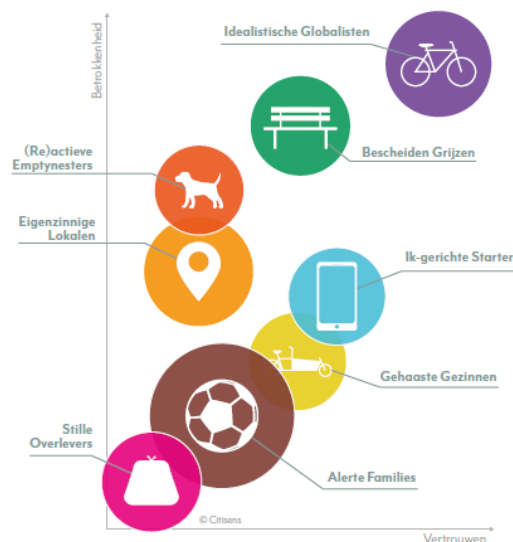 Betrokkenheid
Idealistische Globalisten
Bescheiden Grijzen
(Re)actieve
Emptynesters
Eigenzinnige
Lokalen
Ik-gerichte Starter
Gehaaste Gezinnen
Stille
Overlevers
Alerte Families
© Citisens
Vertrouwen